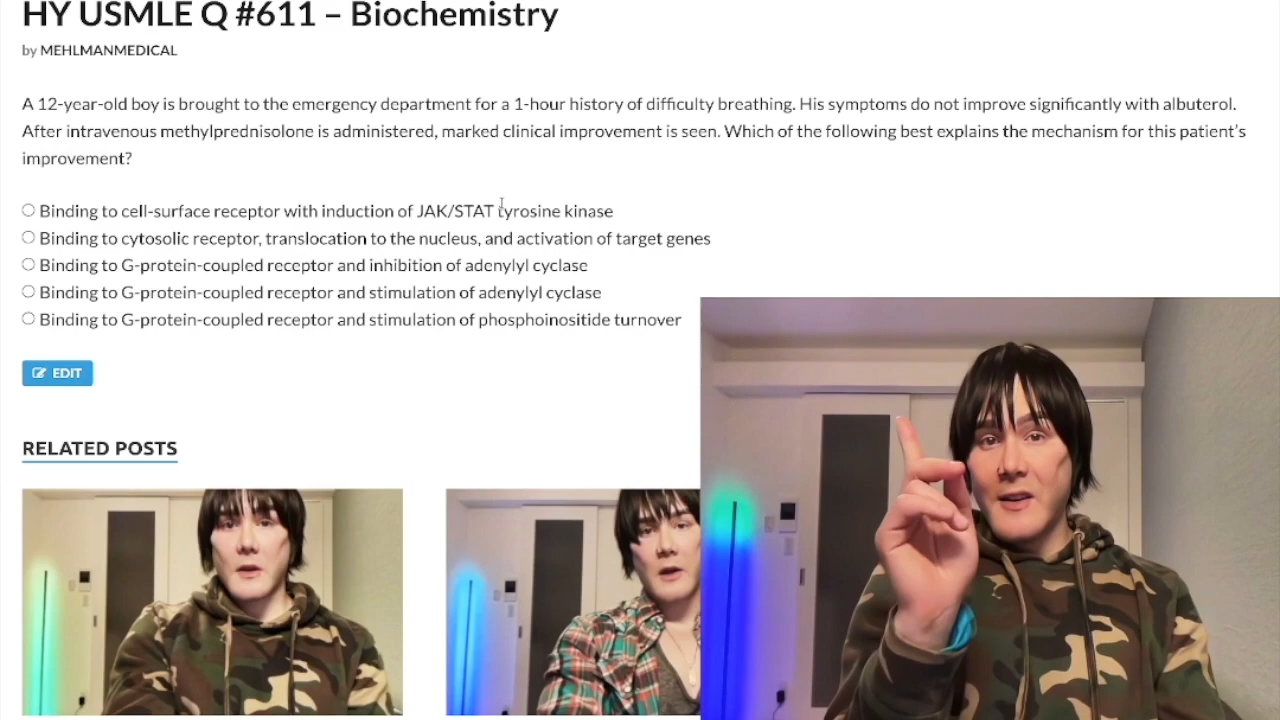 HY USMLE Q #611 – Biochemistry
by MEHLMANMEDICAL
A 12-year-old boy is brought to the emergency department for a 1-hour history of difficulty breathing. His symptoms do not improve significantly with albuterol.
After intravenous methylprednisolone is administered, marked clinical improvement is seen. Which of the following best explains the mechanism for this patient’s
improvement?
Binding to cell-surface receptor with induction of JAK/STAT tyrosine kinase
Binding to cytosolic receptor, translocation to the nucleus, and activation of target genes
Binding to G-protein-coupled receptor and inhibition of adenylyl cyclase
Binding to G-protein-coupled receptor and stimulation of adenylyl cyclase
Binding to G-protein-coupled receptor and stimulation of phosphoinositide turnover
EDIT
RELATED POSTS